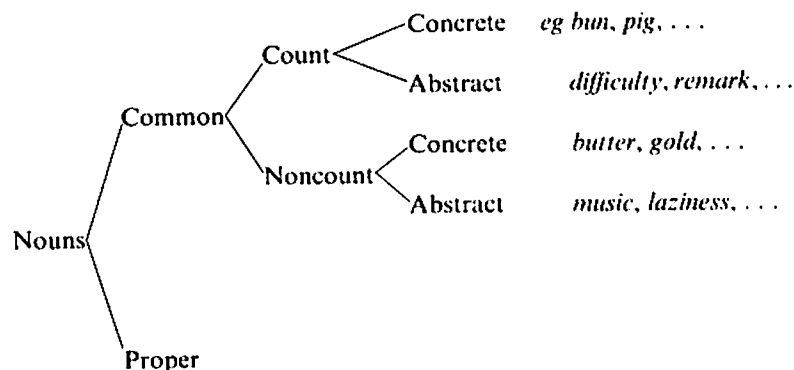 Concrete eg bun, pig, . . .
Count
Abstract difficulty, remark, . . .
Common
Concrete butter, gold, . . .
Noncount
Abstract music, laziness, . . .
Nouns
Proper